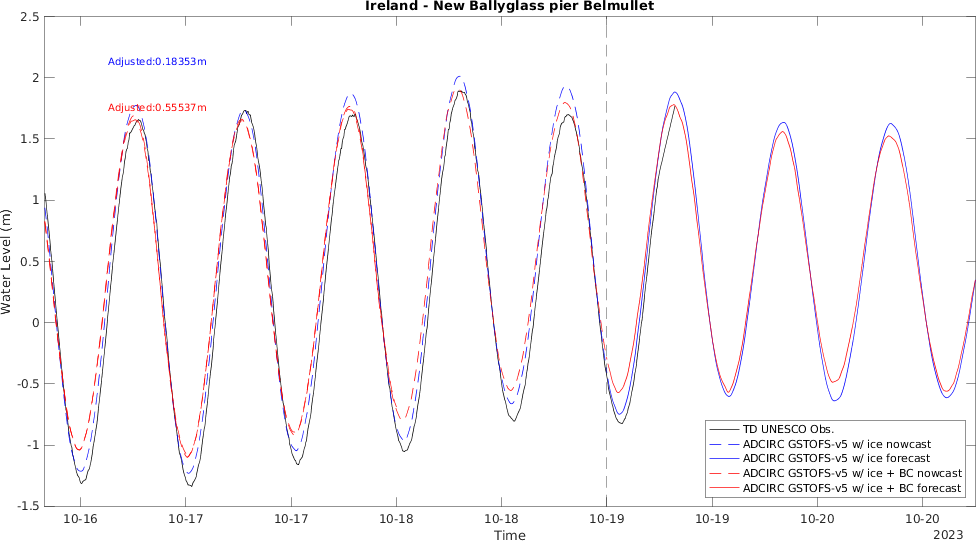 Ireland - New Ballyglass pier Belmullet
2.5
2
1.5
1
0.5
0
-0.5
-1
-1.5
Water Level (m)
Adjusted:0.18353m
Adjusted:0.55537m
TD UNESCO Obs.
ADCIRC GSTOFS-v5 w/ ice nowcast
ADCIRC GSTOFS-v5 w/ ice forecast
ADCIRC GSTOFS-v5 w/ ice + BC nowcast
ADCIRC GSTOFS-v5 w/ ice + BC forecast
10-16 10-17 10-17 10-18 10-18 10-19 10-19 10-20 10-20
Time
2023